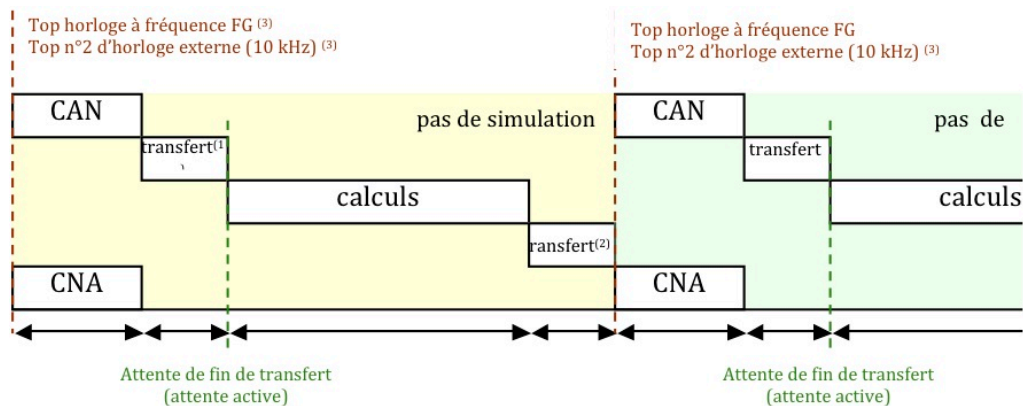 Top horloge à fréquence FG (3)
Top n°2 d'horloge externe (10 kHz) (3)
Top horloge à fréquence FG
Top n°2 d'horloge externe (10 kHz) (3)
CAN
pas de simulation
CAN
pas de
transfert(1
transfert
calculs
calculs
ransfert(2)
CNA
CNA
Attente de fin de transfert
(attente active)
Attente de fin de transfert
(attente active)